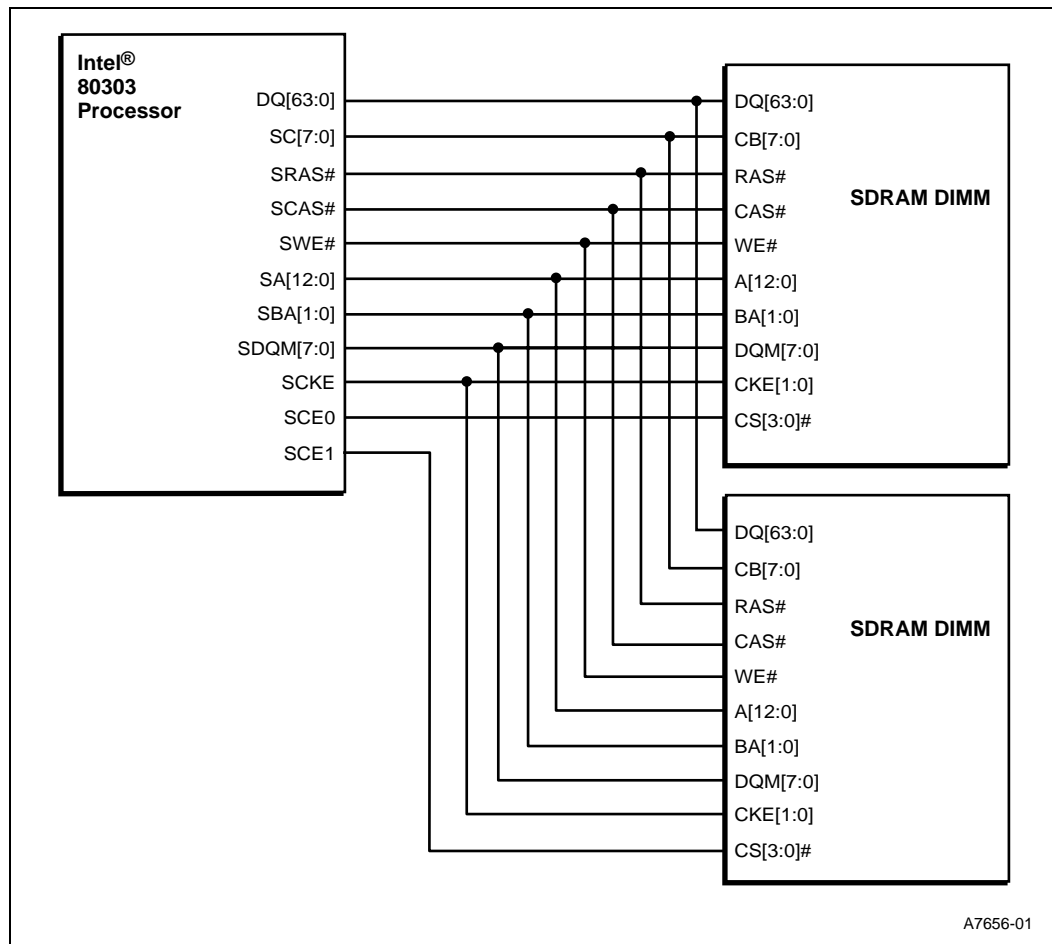 Intel®
80303
Processor
DQ[63:0]
SC[7:0]
SRAS#
SCAS#
SWE#
SA[12:0]
SBA[1:0]
SDQM[7:0]
SCKE
SCE0
SCE1
DQ[63:0]
CB[7:0]
RAS#
CAS#
WE#
A[12:0]
BA[1:0]
DQM[7:0]
CKE[1:0]
CS[3:0]#
SDRAM DIMM
DQ[63:0]
CB[7:0]
RAS#
CAS#
WE#
A[12:0]
BA[1:0]
DQM[7:0]
CKE[1:0]
CS[3:0]#
SDRAM DIMM
A7656-01